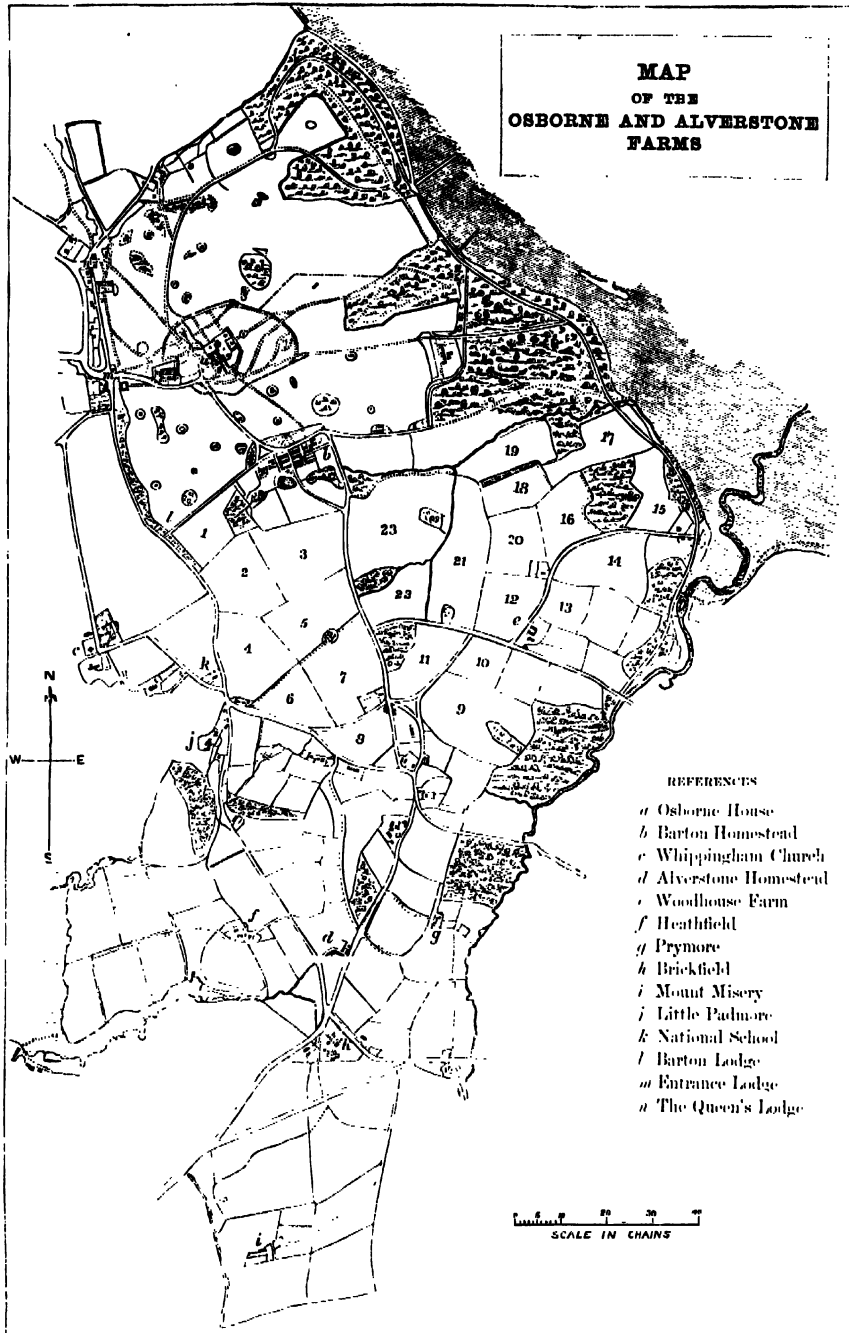 MAP
OF THE
OSBORNE AND ALVERSTONE
FARMS
b
l
1
2
3
4
5
6
7
8
9
10
11
12
13
14
15
16
17
18
19
20
21
23
23
e
c
k
j
f
d
g
h
i
N
W E
S
REFERENCES
a Osborne House
b Barton Homestead
c Whippingham Church
d Alverstone Homestead
e Woodhouse Farm
f Heathfield
g Prymore
h Brickfield
i Mount Misery
j Little Padmore
k National School
l Barton Lodge
m Entrance Lodge
n The Queen's Lodge
20 30 40
SCALE IN CHAINS